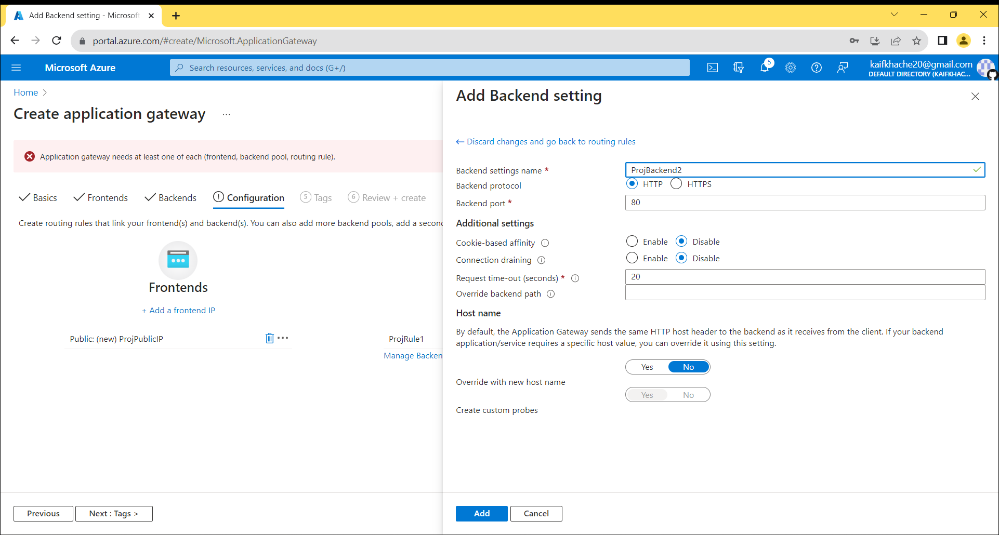 Add Backend setting - Microsoft
portal.azure.com/#create/Microsoft.ApplicationGateway
Microsoft Azure
Search resources, services, and docs (G+/)
5
kaifkhache20@gmail.com
DEFAULT DIRECTORY (KAIFKHAC...
Home >
Create application gateway ...
Application gateway needs at least one of each (frontend, backend pool, routing rule).
Basics
Frontends
Backends
Configuration
5 Tags
6 Review + create
Create routing rules that link your frontend(s) and backend(s). You can also add more backend pools, add a secon
Frontends
+ Add a frontend IP
Public: (new) ProjPublicIP
ProjRule1
Manage Backen
Previous
Next : Tags >
Add Backend setting
← Discard changes and go back to routing rules
Backend settings name *
ProjBackend2
Backend protocol
HTTP
HTTPS
Backend port *
80
Additional settings
Cookie-based affinity
Enable
Disable
Connection draining
Enable
Disable
Request time-out (seconds) *
20
Override backend path
Host name
By default, the Application Gateway sends the same HTTP host header to the backend as it receives from the client. If your backend
application/service requires a specific host value, you can override it using this setting.
Yes
No
Override with new host name
Yes
No
Create custom probes
Add
Cancel